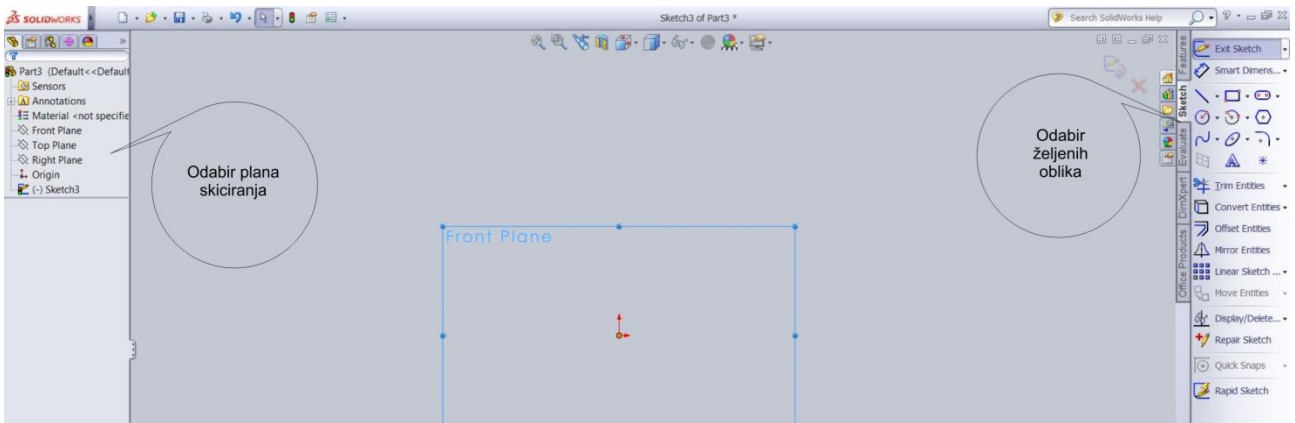 SOLIDWORKS
Sketch3 of Part3 *
Search SolidWorks Help
Part3 (Default<<Default
Sensors
Annotations
Material <not specifie
Front Plane
Top Plane
Right Plane
Origin
(-) Sketch3
Odabir plana
skiciranja
Front Plane
Odabir
željenih
oblika
Features
Sketch
Evaluate
DimXpert
Office Products
Exit Sketch
Smart Dimens...
Trim Entities
Convert Entities
Offset Entities
Mirror Entities
Linear Sketch ...
Move Entities
Display/Delete...
Repair Sketch
Quick Snaps
Rapid Sketch